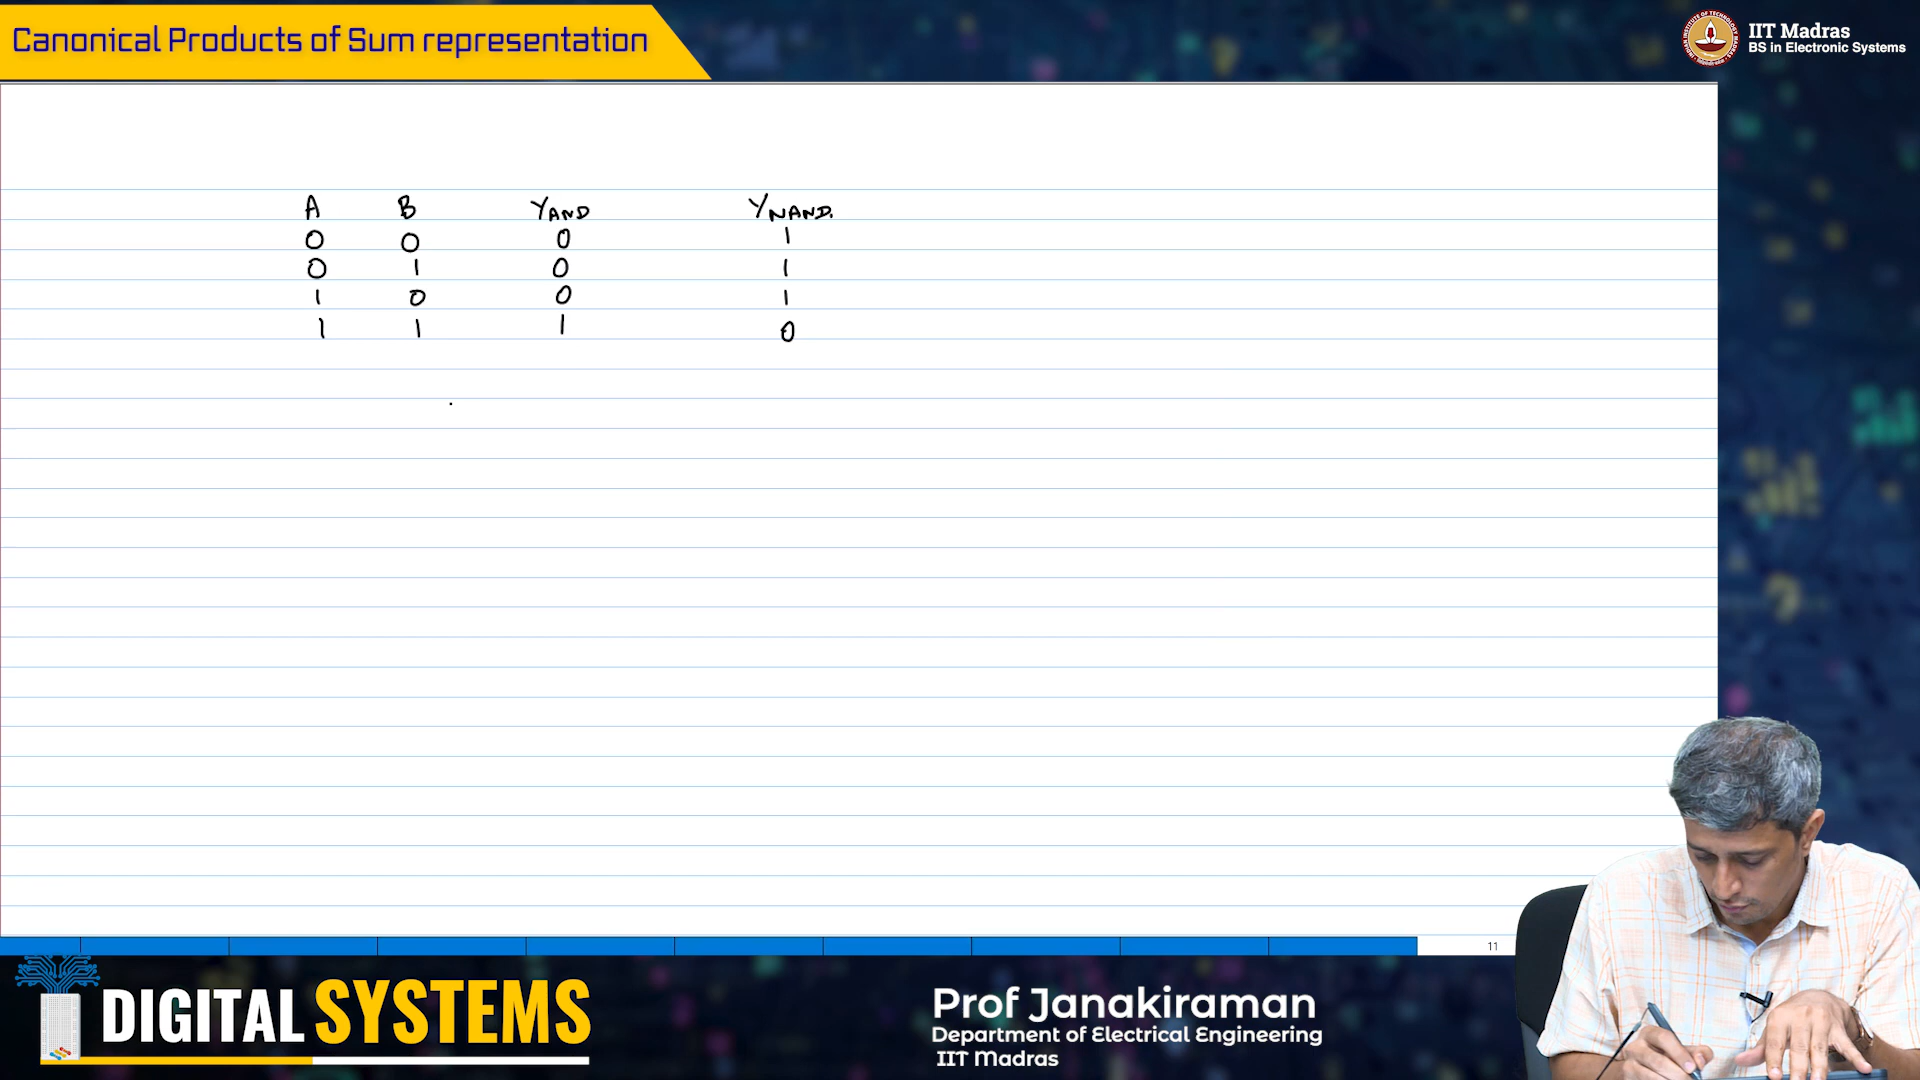 Canonical Products of Sum representation
IIT Madras
BS in Electronic Systems
A B YAND YNAND.
0 0 0 1
0 1 0 1
1 0 0 1
1 1 1 0
11
DIGITAL SYSTEMS
Prof Janakiraman
Department of Electrical Engineering
IIT Madras